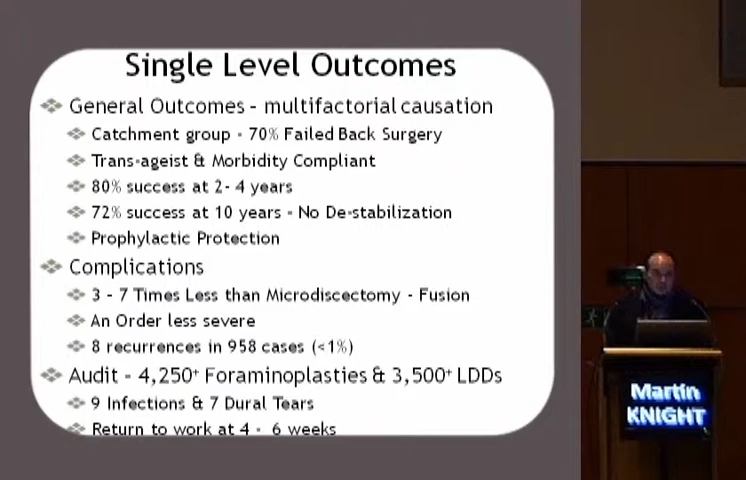 Single Level Outcomes
General Outcomes - multifactorial causation
Catchment group - 70% Failed Back Surgery
Trans-ageist & Morbidity Compliant
80% success at 2- 4 years
72% success at 10 years - No De-stabilization
Prophylactic Protection
Complications
3 - 7 Times Less than Microdiscectomy - Fusion
An Order less severe
8 recurrences in 958 cases (<1%)
Audit - 4,250+ Foraminoplasties & 3,500+ LDDs
9 Infections & 7 Dural Tears
Return to work at 4 - 6 weeks
Martin
KNIGHT